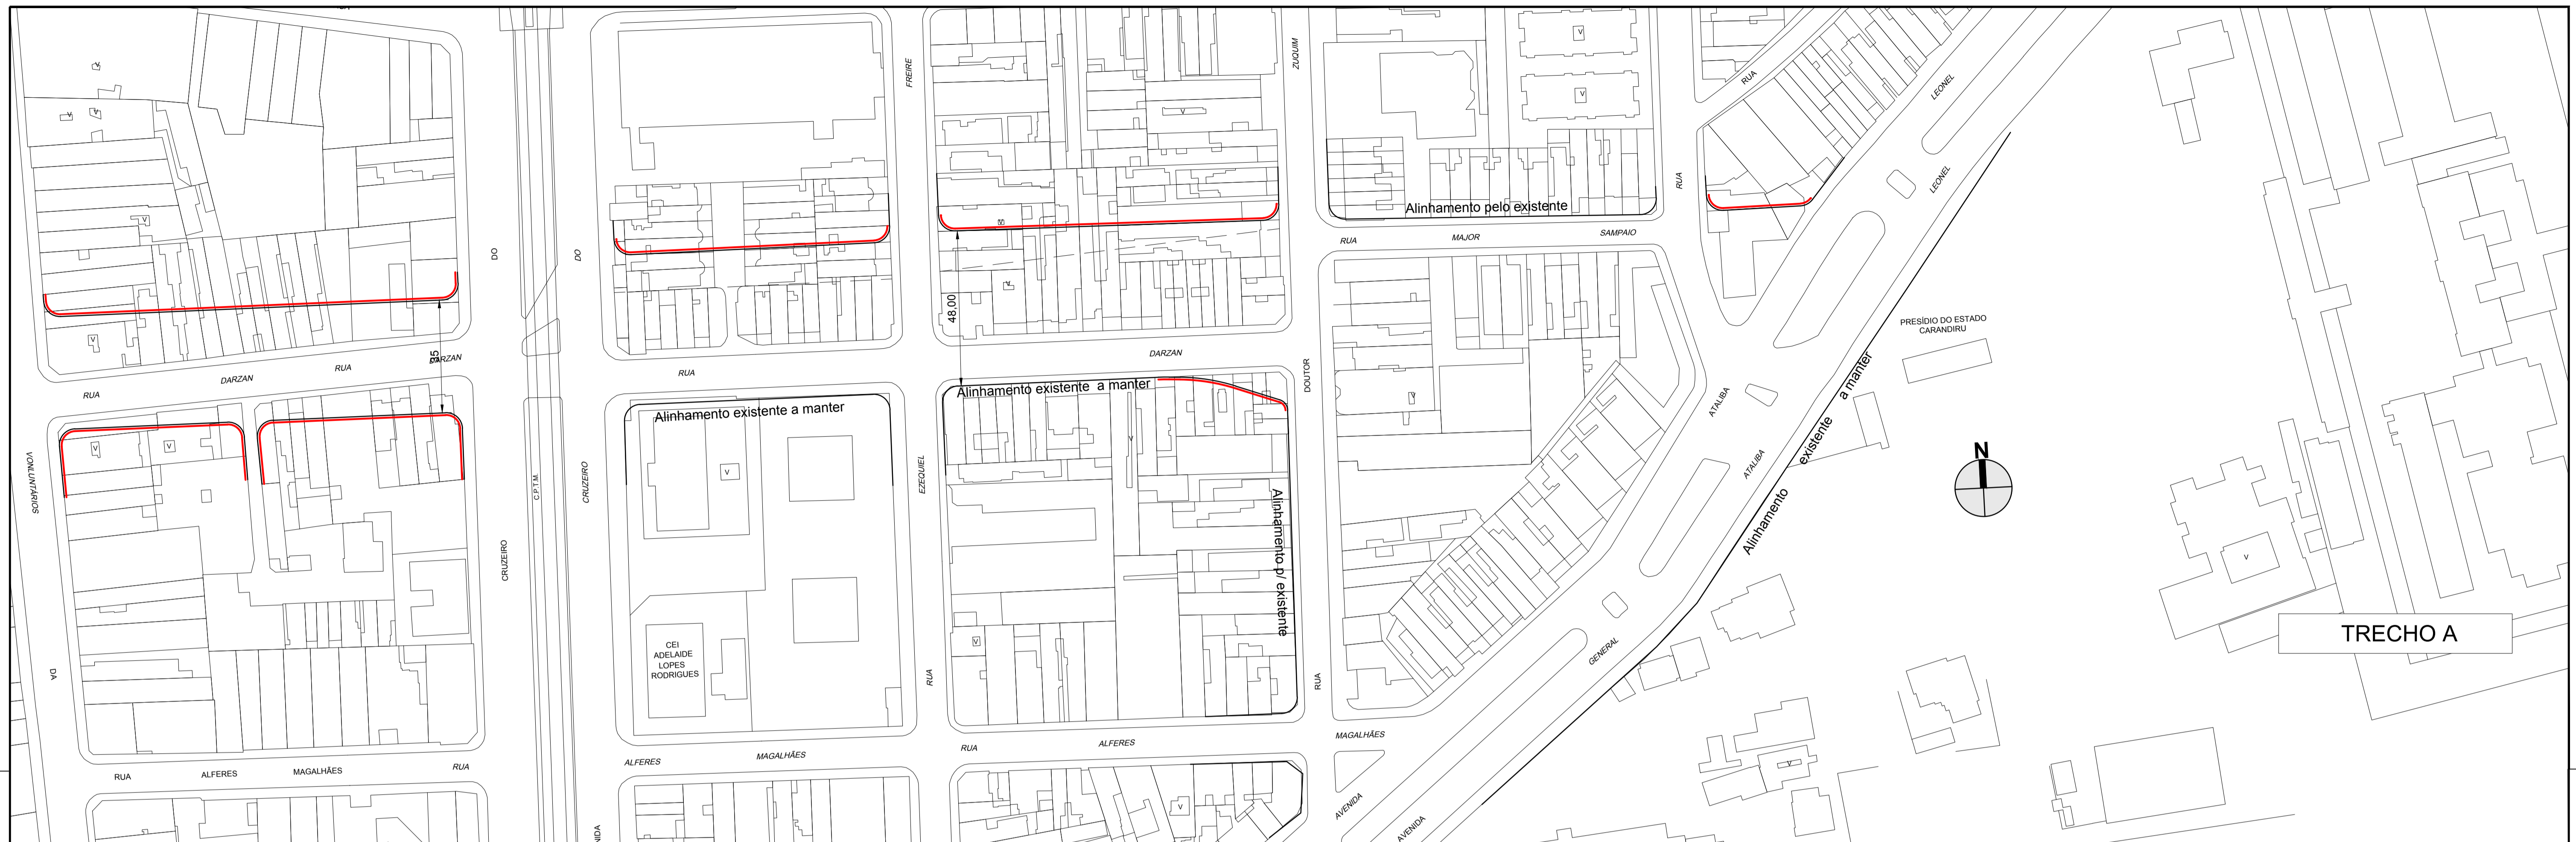 FREIRE
ZUQUIM
RUA
LEONEL
LEONEL
V
V
V
V
V
V
V
V
V
RUA
Alinhamento pelo existente
RUA
MAJOR
SAMPAIO
DO
DO
48,00
PRESÍDIO DO ESTADO
CARANDIRU
35
DARZAN
RUA
DARZAN
RUA
RUA
DARZAN
DOUTOR
Alinhamento existente a manter
Alinhamento existente a manter
V
V
V
V
V
V
ATALIBA
ATALIBA
Alinhamento existente a manter
N
VONLUNTÁRIOS
C.P.T.M.
CRUZEIRO
EZEQUIEL
Alinhamento p/ existente
CRUZEIRO
V
TRECHO A
CEI
ADELAIDE
LOPES
RODRIGUES
V
GENERAL
DA
RUA
RUA
RUA
ALFERES
MAGALHÃES
RUA
ALFERES
MAGALHÃES
RUA
ALFERES
MAGALHÃES
V
V
AVENIDA
AVENIDA
NIDA